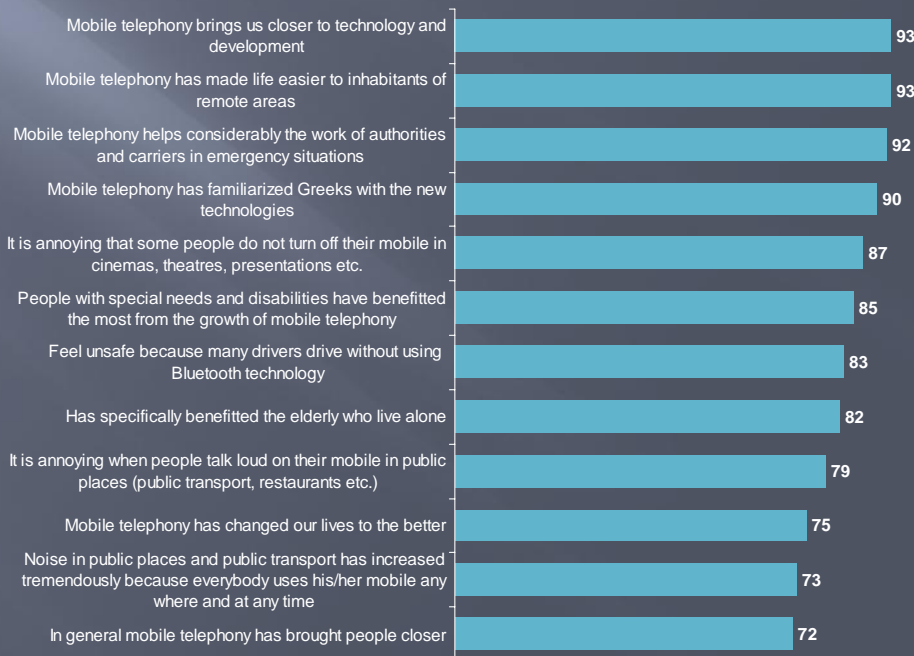 Mobile telephony brings us closer to technology and
development
93
Mobile telephony has made life easier to inhabitants of
remote areas
93
Mobile telephony helps considerably the work of authorities
and carriers in emergency situations
92
Mobile telephony has familiarized Greeks with the new
technologies
90
It is annoying that some people do not turn off their mobile in
cinemas, theatres, presentations etc.
87
People with special needs and disabilities have benefitted
the most from the growth of mobile telephony
85
Feel unsafe because many drivers drive without using
Bluetooth technology
83
Has specifically benefitted the elderly who live alone
82
It is annoying when people talk loud on their mobile in public
places (public transport, restaurants etc.)
79
Mobile telephony has changed our lives to the better
75
Noise in public places and public transport has increased
tremendously because everybody uses his/her mobile any
where and at any time
73
In general mobile telephony has brought people closer
72